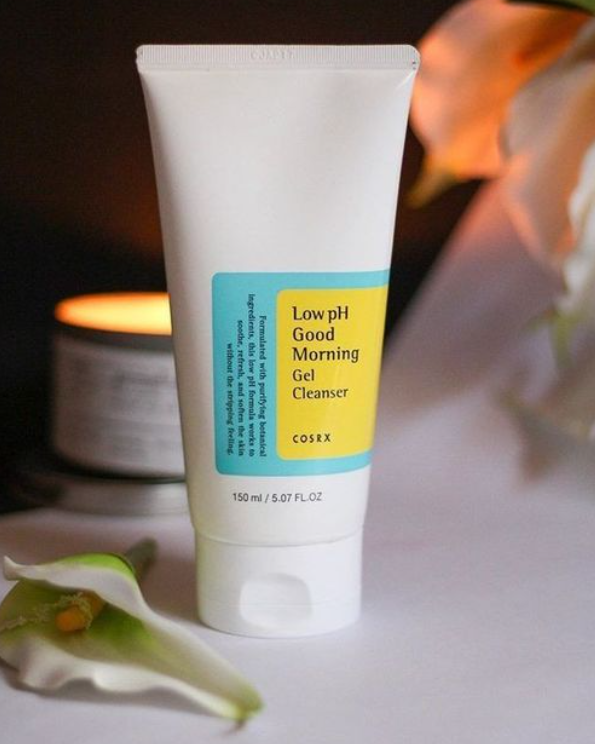 Low pH
Good
Morning
Gel
Cleanser
COSRX
Formulated with purifying botanical
ingredients, this low pH formula works to
soothe, refresh, and soften the skin
without the stripping feeling.
150 ml / 5.07 FL.OZ